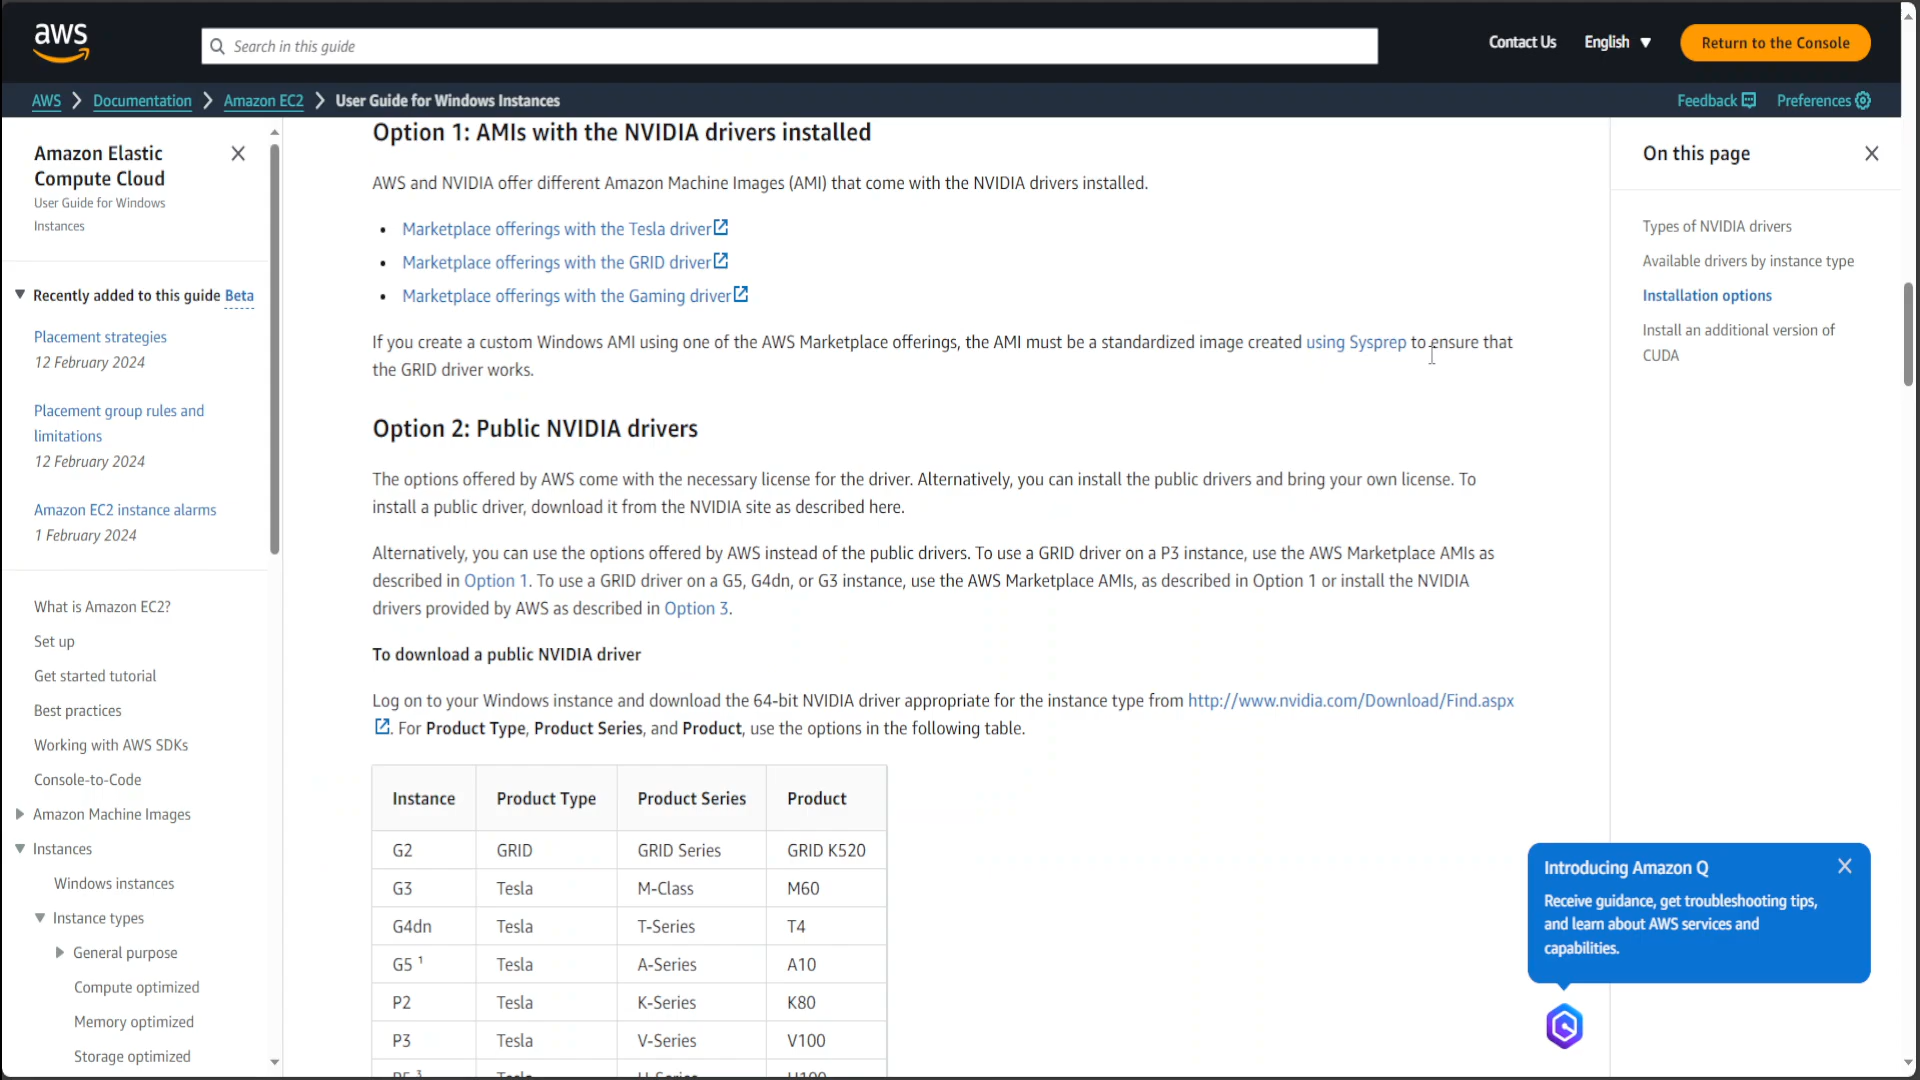 aws
Search in this guide
Contact Us
English
Return to the Console
AWS
Documentation
Amazon EC2
User Guide for Windows Instances
Feedback
Preferences
Amazon Elastic
Compute Cloud
User Guide for Windows
Instances
Recently added to this guide Beta
Placement strategies
12 February 2024
Placement group rules and
limitations
12 February 2024
Amazon EC2 instance alarms
1 February 2024
What is Amazon EC2?
Set up
Get started tutorial
Best practices
Working with AWS SDKs
Console-to-Code
Amazon Machine Images
Instances
Windows instances
Instance types
General purpose
Compute optimized
Memory optimized
Storage optimized
Option 1: AMIs with the NVIDIA drivers installed
AWS and NVIDIA offer different Amazon Machine Images (AMI) that come with the NVIDIA drivers installed.
• Marketplace offerings with the Tesla driver
• Marketplace offerings with the GRID driver
• Marketplace offerings with the Gaming driver
If you create a custom Windows AMI using one of the AWS Marketplace offerings, the AMI must be a standardized image created using Sysprep to ensure that
the GRID driver works.
Option 2: Public NVIDIA drivers
The options offered by AWS come with the necessary license for the driver. Alternatively, you can install the public drivers and bring your own license. To
install a public driver, download it from the NVIDIA site as described here.
Alternatively, you can use the options offered by AWS instead of the public drivers. To use a GRID driver on a P3 instance, use the AWS Marketplace AMIs as
described in Option 1. To use a GRID driver on a G5, G4dn, or G3 instance, use the AWS Marketplace AMIs, as described in Option 1 or install the NVIDIA
drivers provided by AWS as described in Option 3.
To download a public NVIDIA driver
Log on to your Windows instance and download the 64-bit NVIDIA driver appropriate for the instance type from http://www.nvidia.com/Download/Find.aspx
. For Product Type, Product Series, and Product, use the options in the following table.
Instance Product Type Product Series Product
G2 GRID GRID Series GRID K520
G3 Tesla M-Class M60
G4dn Tesla T-Series T4
G5 1 Tesla A-Series A10
P2 Tesla K-Series K80
P3 Tesla V-Series V100
P5 3 Tesla H-Series H100
On this page
Types of NVIDIA drivers
Available drivers by instance type
Installation options
Install an additional version of
CUDA
Introducing Amazon Q
Receive guidance, get troubleshooting tips,
and learn about AWS services and
capabilities.